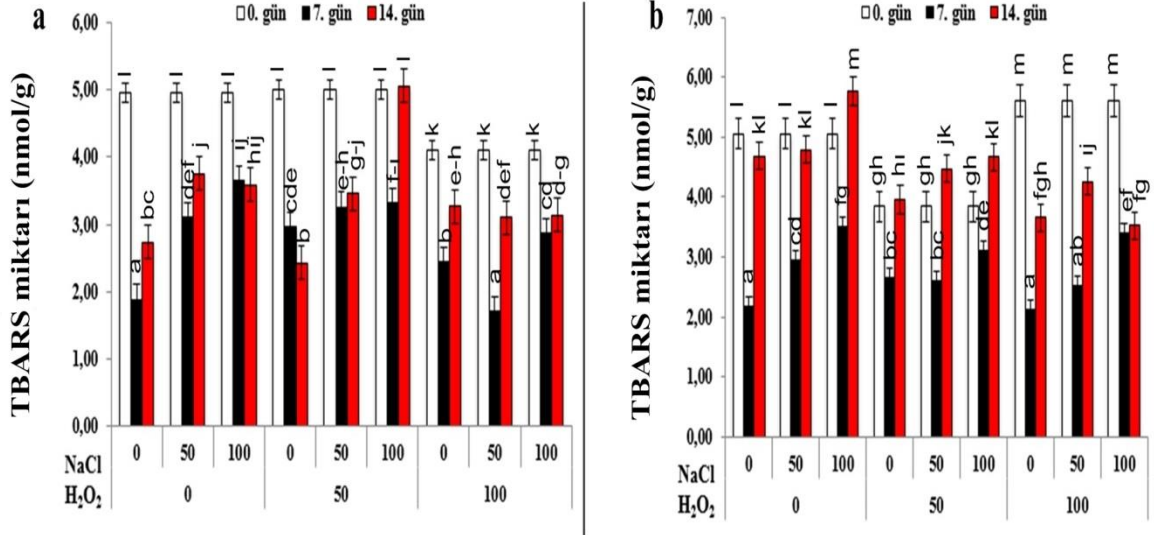 a
0. gün 7. gün 14. gün
TBARS miktarı (nmol/g)
6,00
5,00
4,00
3,00
2,00
1,00
0,00
l l l l l l l k k k
a bc def j ıj hij cde b e-h g-j f-ı b e-h a def cd d-g
NaCl 0 50 100 0 50 100 0 50 100
H₂O₂ 0 50 100
b
0. gün 7. gün 14. gün
TBARS miktarı (nmol/g)
7,00
6,00
5,00
4,00
3,00
2,00
1,00
0,00
l l l m m m m
a kl cd kl fg gh bc hı gh bc jk gh de kl a fgh ab ij ef fg
NaCl 0 50 100 0 50 100 0 50 100
H₂O₂ 0 50 100